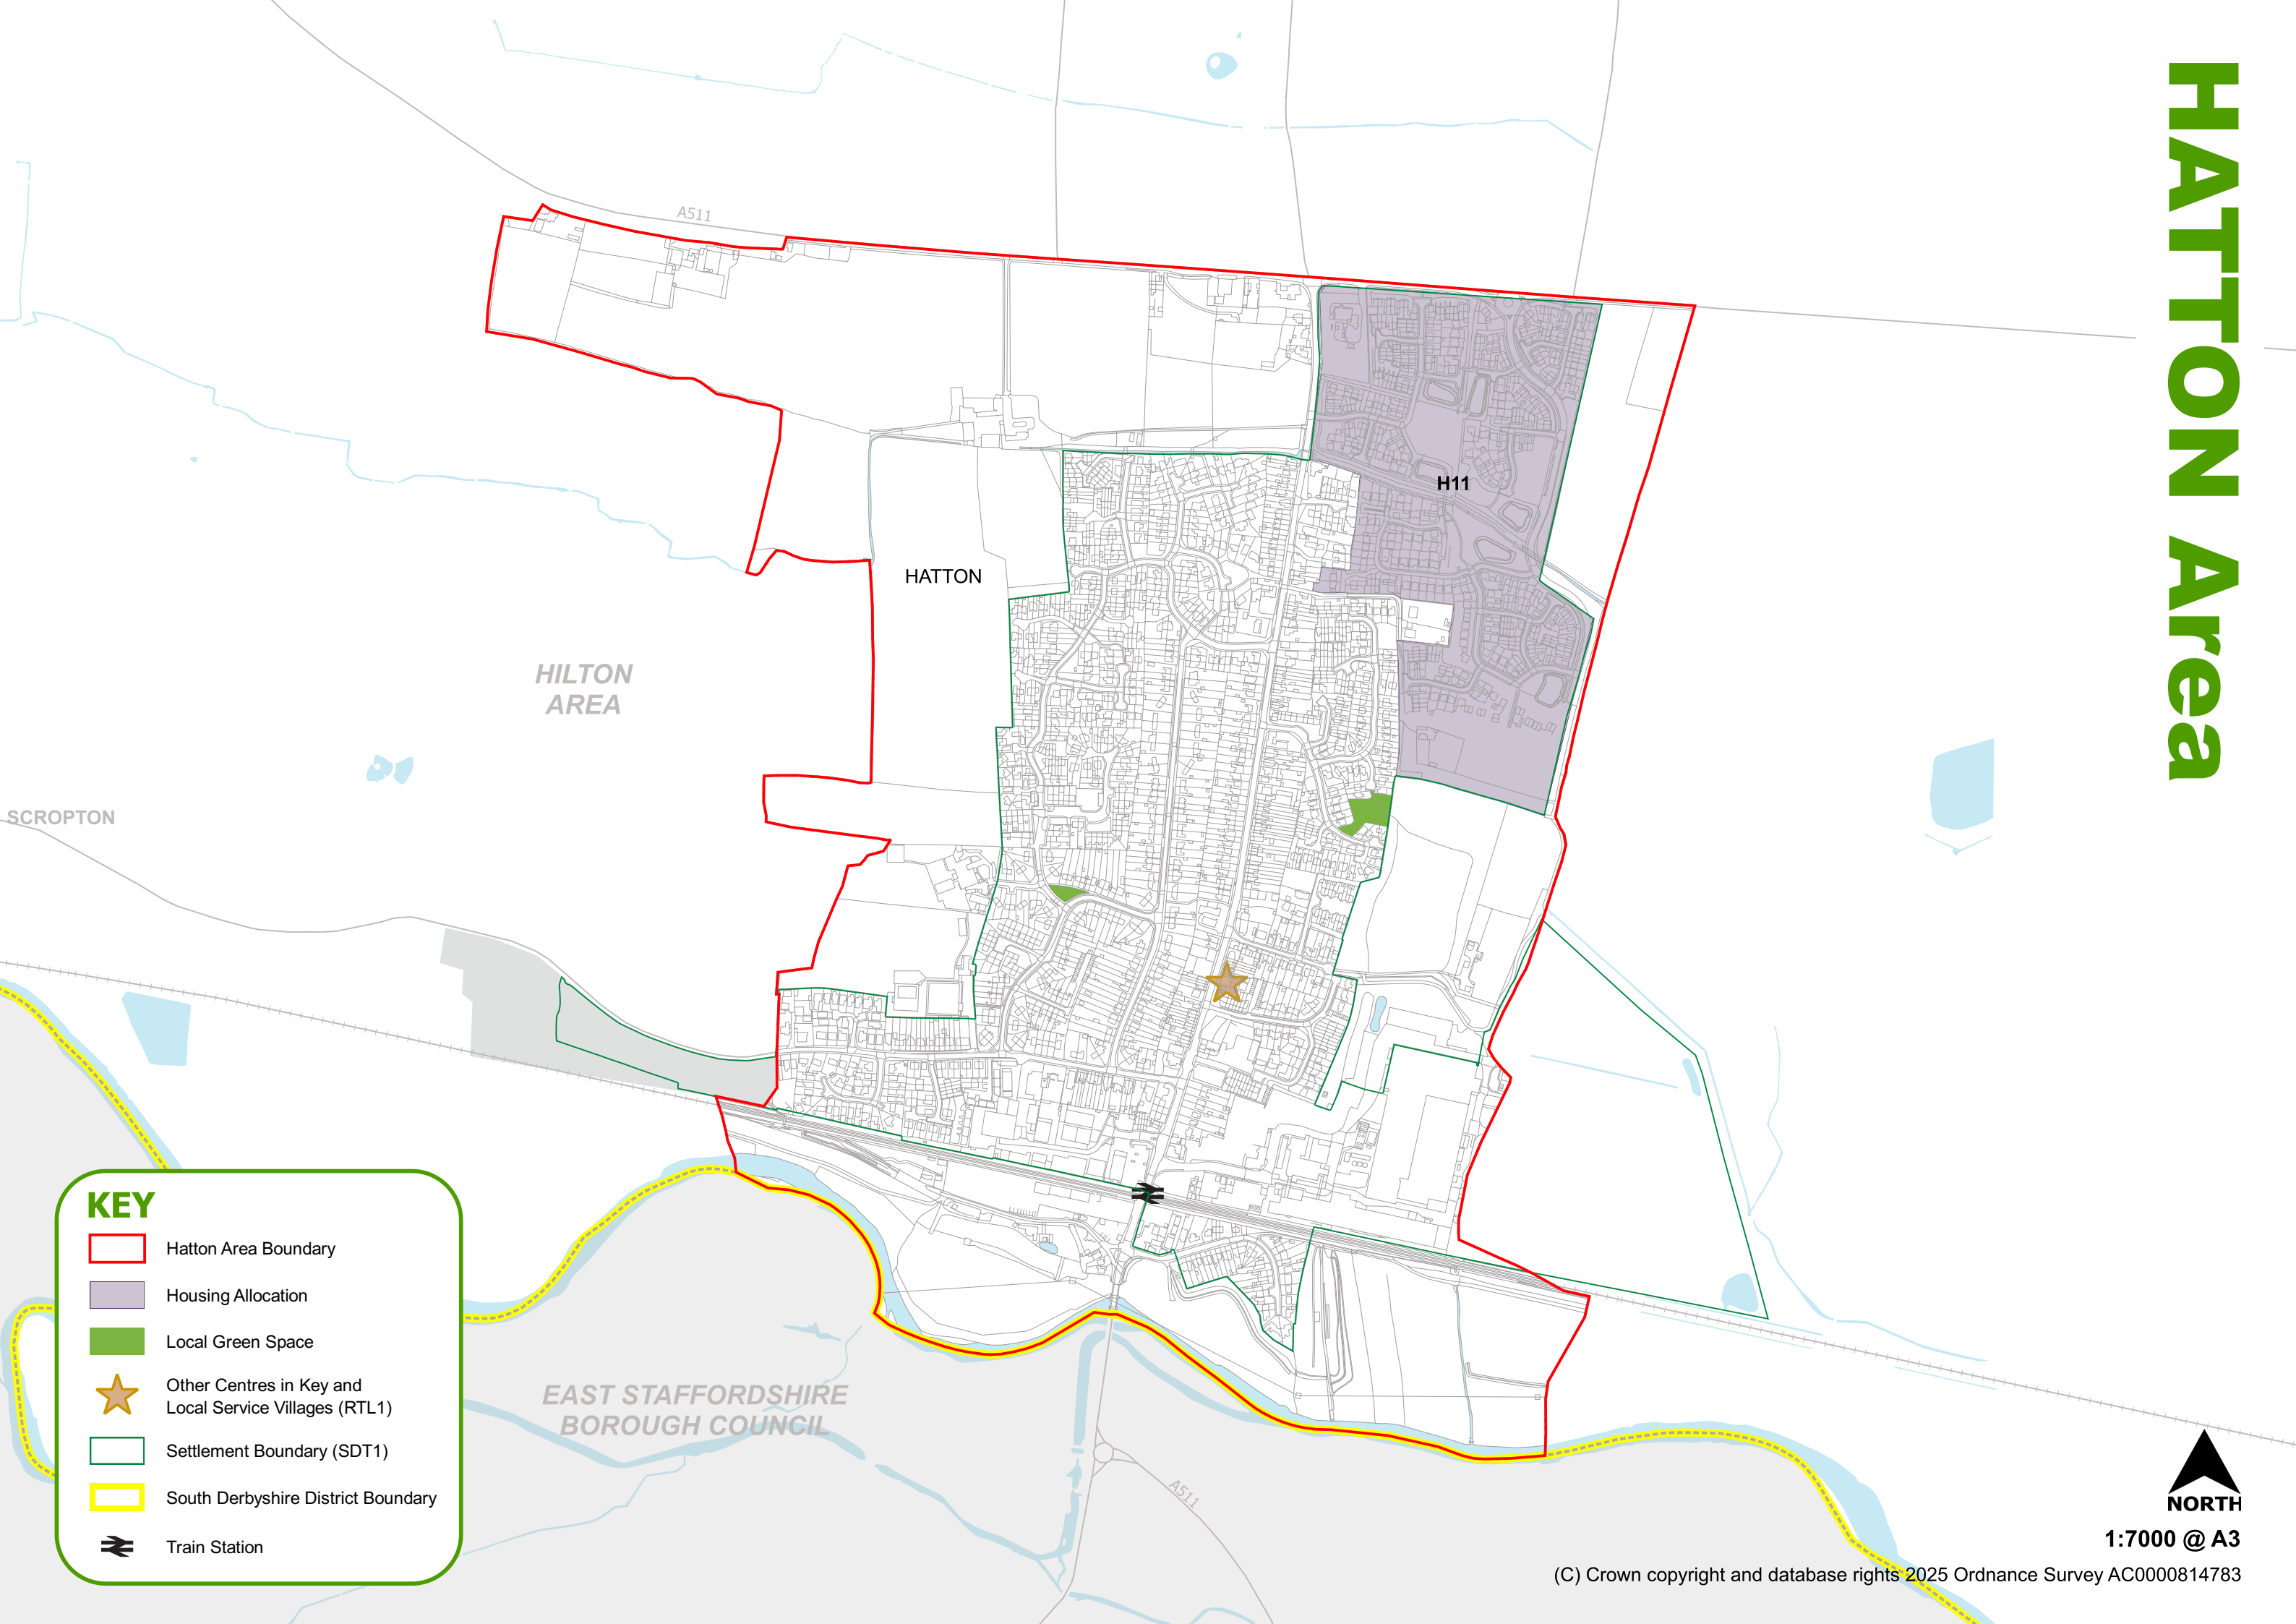 HATTON Area
A511
H11
HATTON
HILTON
AREA
SCROPTON
EAST STAFFORDSHIRE
BOROUGH COUNCIL
A511
KEY
Hatton Area Boundary
Housing Allocation
Local Green Space
Other Centres in Key and
Local Service Villages (RTL1)
Settlement Boundary (SDT1)
South Derbyshire District Boundary
Train Station
NORTH
1:7000 @ A3
(C) Crown copyright and database rights 2025 Ordnance Survey AC0000814783